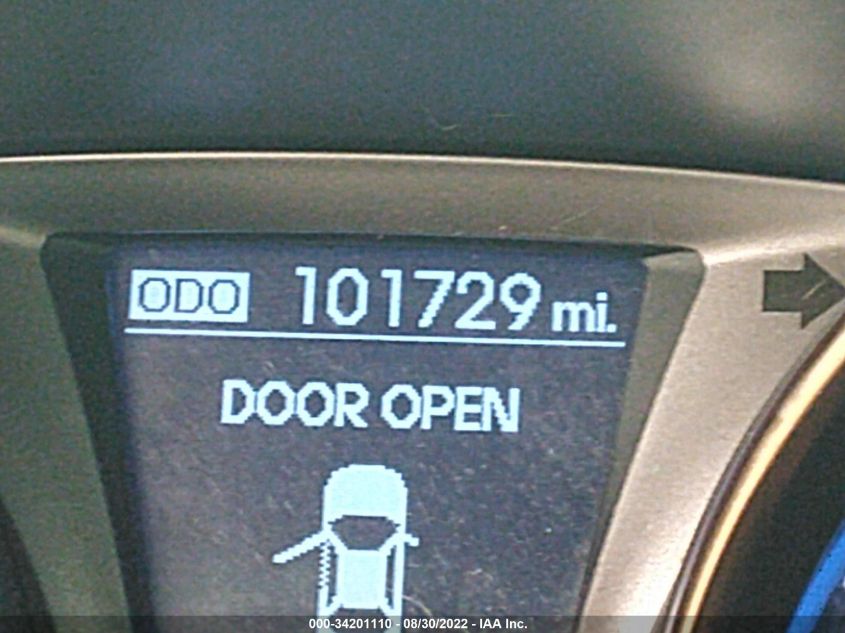 ODO 101729 mi.
DOOR OPEN
000-34201110 - 08/30/2022 - IAA Inc.